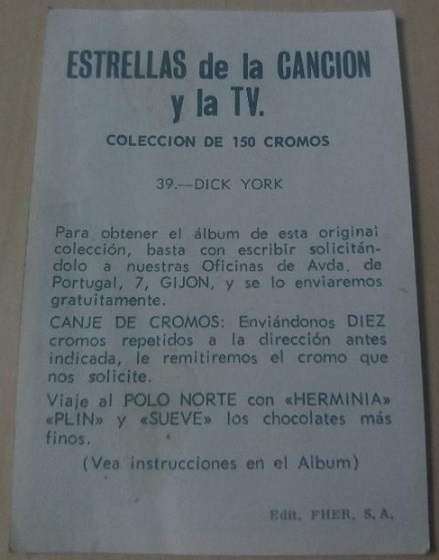 ESTRELLAS de la CANCION
y la TV.
COLECCION DE 150 CROMOS
39.—DICK YORK
Para obtener el álbum de esta original
colección, basta con escribir solicitán-
dolo a nuestras Oficinas de Avda. de
Portugal, 7, GIJON, y se lo enviaremos
gratuitamente.
CANJE DE CROMOS: Enviándonos DIEZ
cromos repetidos a la dirección antes
indicada, le remitiremos el cromo que
nos solicite.
Viaje al POLO NORTE con «HERMINIA»
«PLIN» y «SUEVE» los chocolates más
finos.
(Vea instrucciones en el Album)
Edit. FHER, S. A.